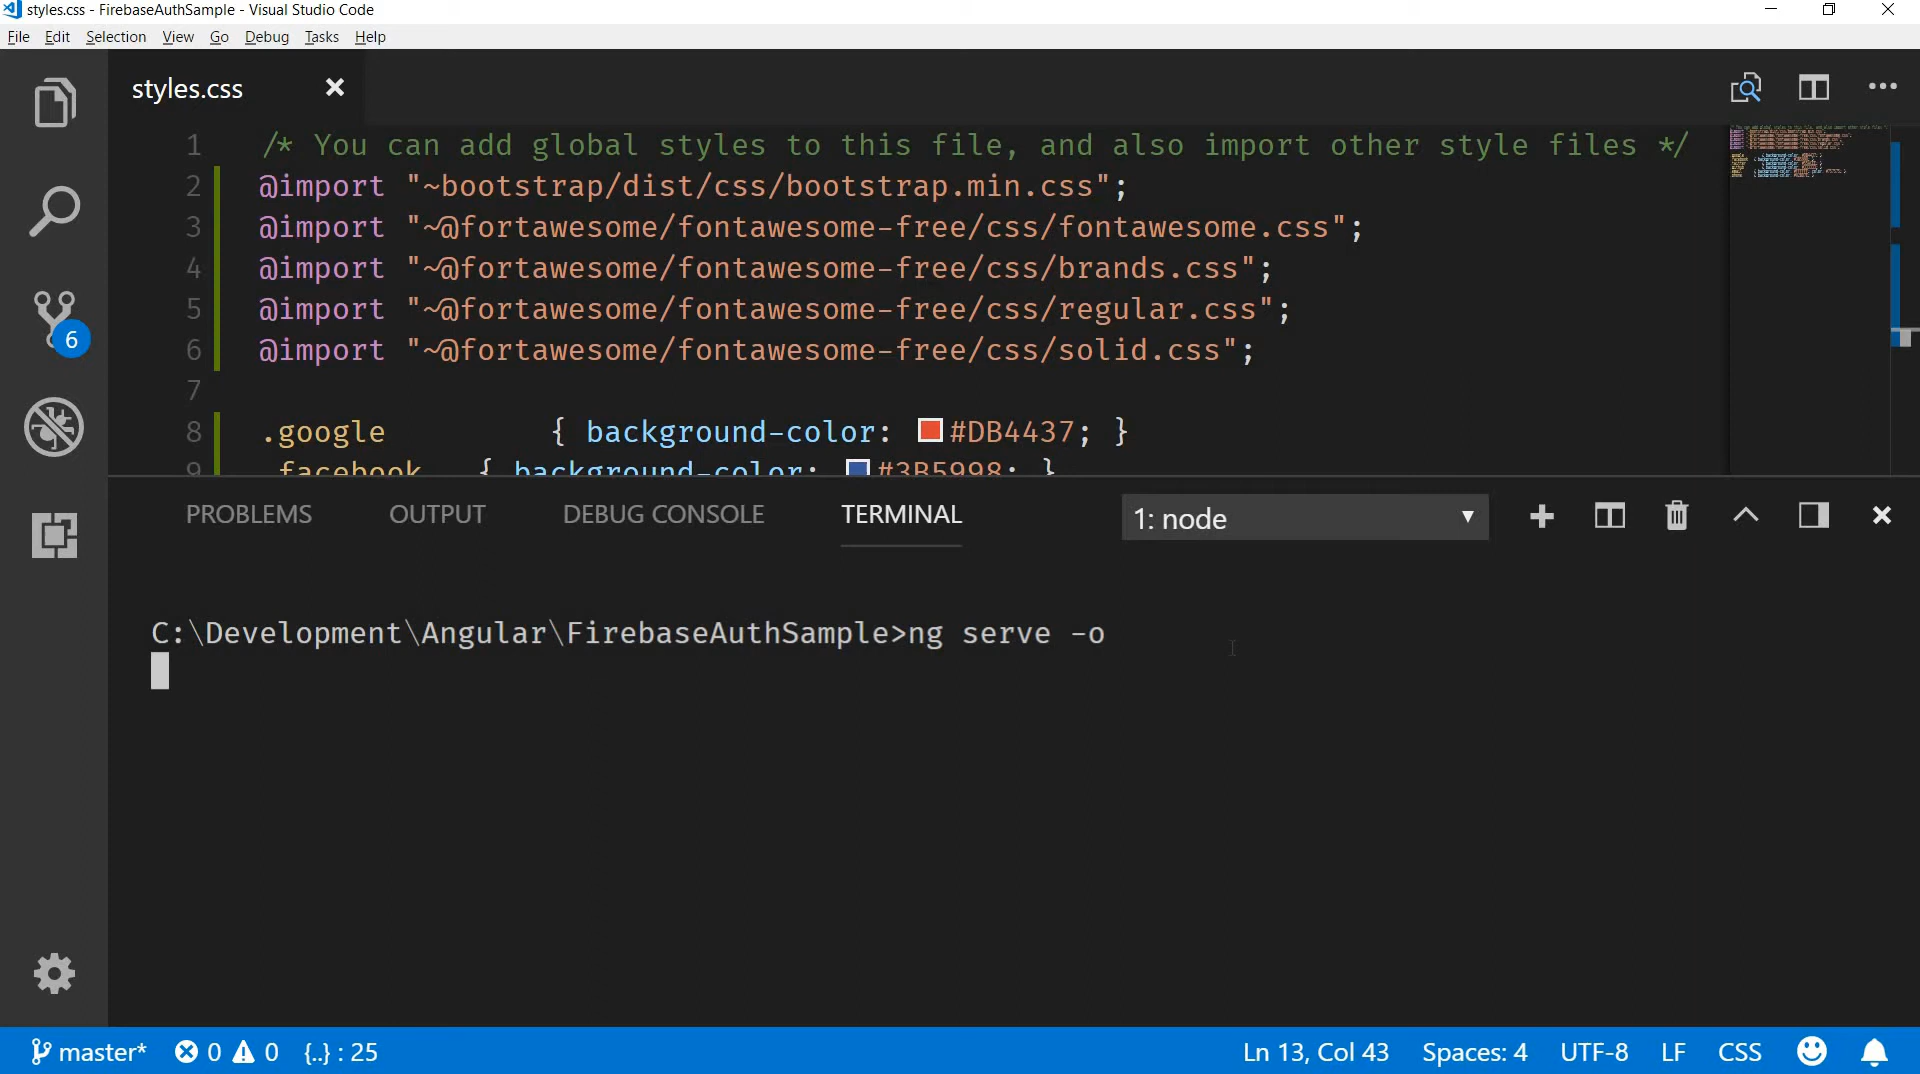 styles.css - FirebaseAuthSample - Visual Studio Code
File Edit Selection View Go Debug Tasks Help
styles.css
1 /* You can add global styles to this file, and also import other style files */
2 @import "~bootstrap/dist/css/bootstrap.min.css";
3 @import "~@fortawesome/fontawesome-free/css/fontawesome.css";
4 @import "~@fortawesome/fontawesome-free/css/brands.css";
5 @import "~@fortawesome/fontawesome-free/css/regular.css";
6 @import "~@fortawesome/fontawesome-free/css/solid.css";
7
8 .google { background-color: #DB4437; }
9 .facebook { background-color: #3B5998; }
6
PROBLEMS OUTPUT DEBUG CONSOLE TERMINAL 1: node
C:\Development\Angular\FirebaseAuthSample>ng serve -o
master* 0 0 {..} : 25 Ln 13, Col 43 Spaces: 4 UTF-8 LF CSS